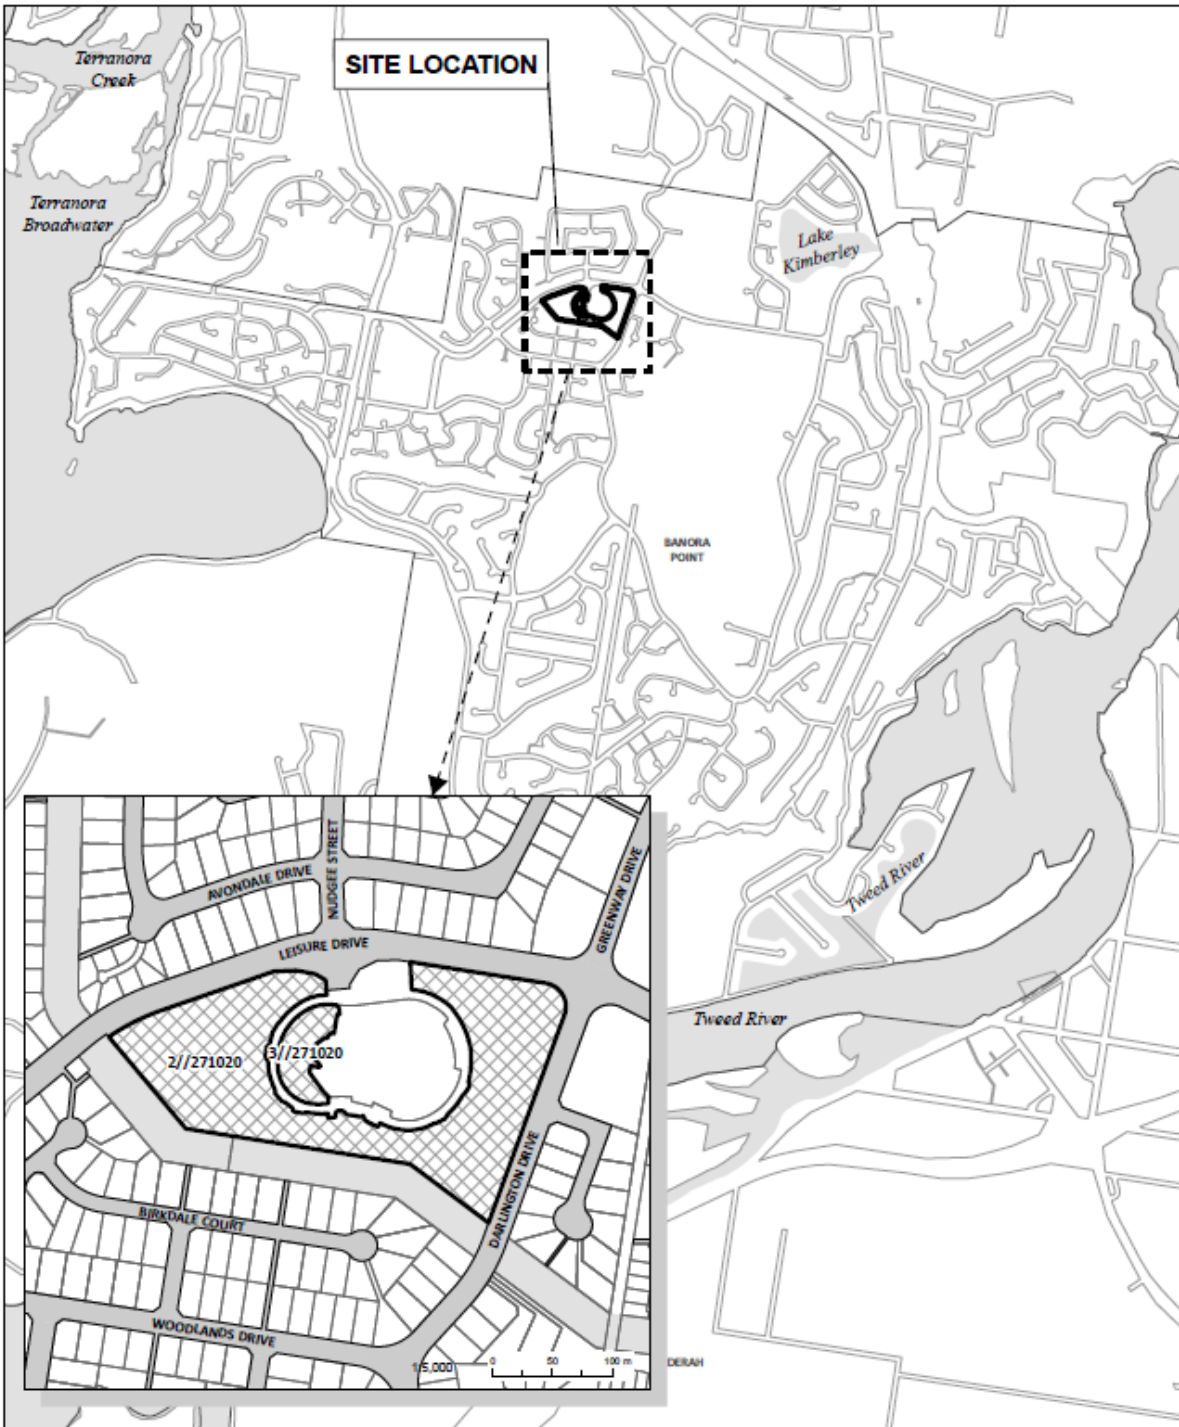 Terranora
Creek
SITE LOCATION
Terranora
Broadwater
Lake
Kimberley
BANORA
POINT
Tweed River
Tweed River
NUDGEE STREET
AVONDALE DRIVE
GREENWAY DRIVE
LEISURE DRIVE
2//271020
3//271020
DARLINGTON DRIVE
BIRKDALE COURT
WOODLANDS DRIVE
1:5,000
0 50 100 m
DERAH